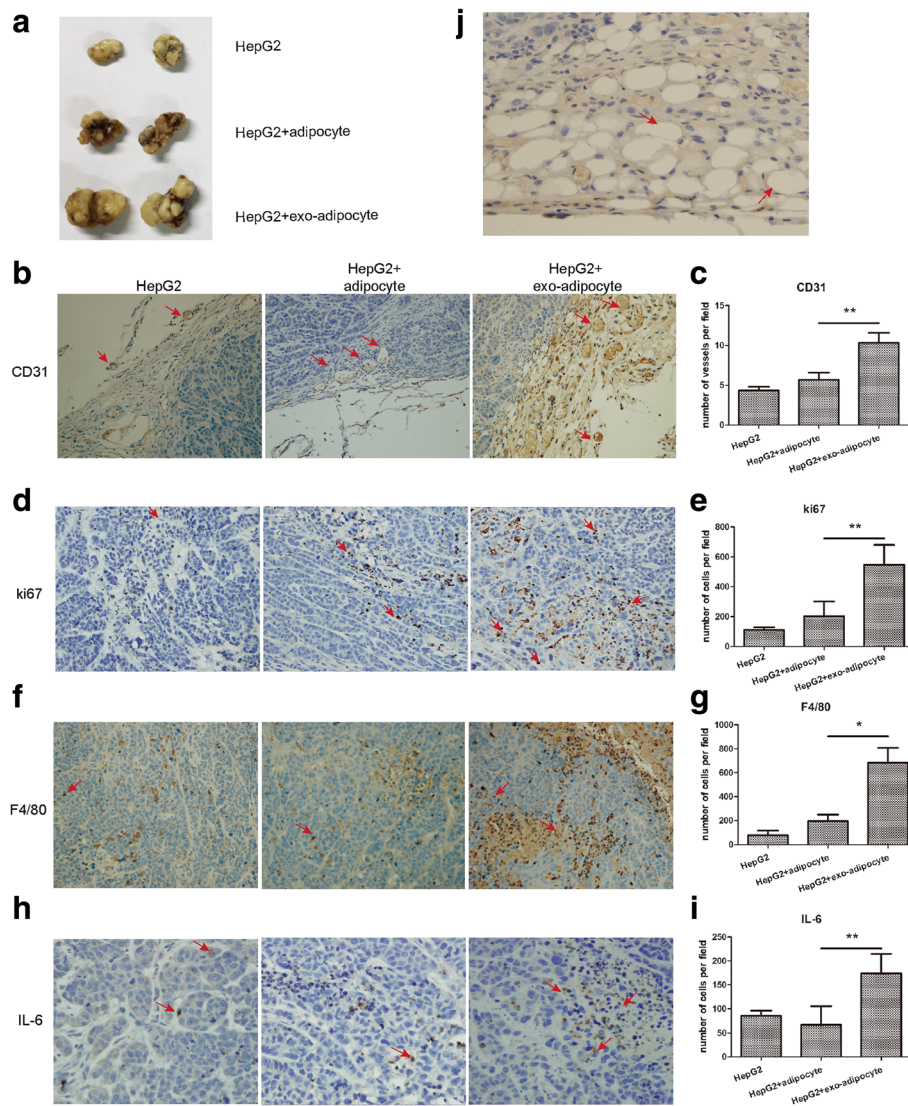 a
HepG2
HepG2+adipocyte
HepG2+exo-adipocyte
j
b
HepG2
HepG2+
adipocyte
HepG2+
exo-adipocyte
CD31
c
CD31
number of vessels per field
15
10
5
0
**
HepG2
HepG2+adipocyte
HepG2+exo-adipocyte
d
ki67
e
ki67
number of cells per field
800
600
400
200
0
**
HepG2
HepG2+adipocyte
HepG2+exo-adipocyte
f
F4/80
g
F4/80
number of cells per field
1000
800
600
400
200
0
*
HepG2
HepG2+adipocyte
HepG2+exo-adipocyte
h
IL-6
i
IL-6
number of cells per field
250
200
150
100
50
0
**
HepG2
HepG2+adipocyte
HepG2+exo-adipocyte